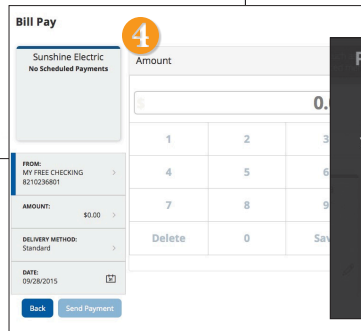 Bill Pay
4
Sunshine Electric
No Scheduled Payments
Amount
$ 0.
1 2 3
FROM:
MY FREE CHECKING
8210236801
4 5 6
AMOUNT:
$0.00
7 8 9
DELIVERY METHOD:
Standard
Delete 0 Sav
DATE:
09/28/2015
Back Send Payment